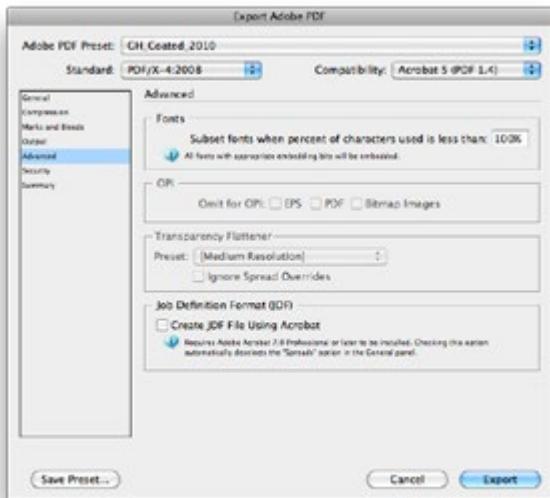 Export Adobe PDF
Adobe PDF Preset: CH_Coated_2010
Standard: PDF/X-4:2008 Compatibility: Acrobat 5 (PDF 1.4)
General
Compression
Marks and Bleeds
Output
Advanced
Security
Summary
Advanced
Fonts
Subset fonts when percent of characters used is less than: 100%
All fonts with appropriate embedding bits will be embedded.
OPI
Omit for OPI: EPS PDF Bitmap Images
Transparency Flattener
Preset: [Medium Resolution]
Ignore Spread Overrides
Job Definition Format (JDF)
Create JDF File Using Acrobat
Requires Adobe Acrobat 7.0 Professional or later to be installed. Checking this option
automatically deselects the "Spreads" option in the General panel.
Save Preset... Cancel Export